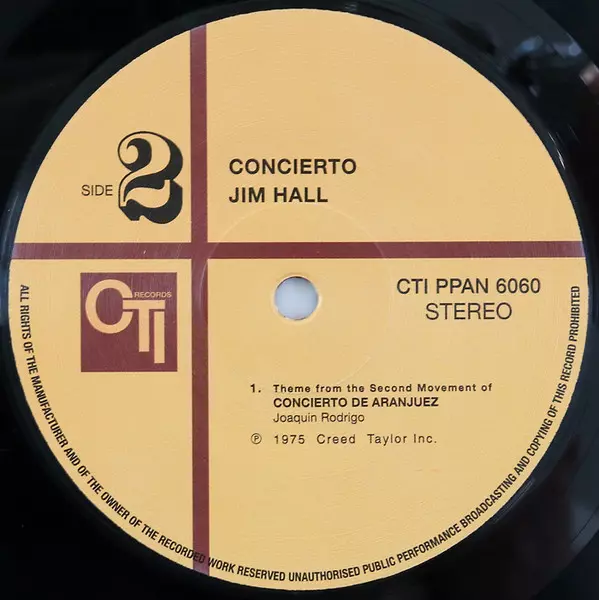 SIDE 2
CONCIERTO
JIM HALL
CTI RECORDS
CTI PPAN 6060
STEREO
1. Theme from the Second Movement of
CONCIERTO DE ARANJUEZ
Joaquin Rodrigo
℗ 1975 Creed Taylor Inc.
ALL RIGHTS OF THE MANUFACTURER AND OF THE OWNER OF THE RECORDED WORK RESERVED UNAUTHORISED PUBLIC PERFORMANCE BROADCASTING AND COPYING OF THIS RECORD PROHIBITED